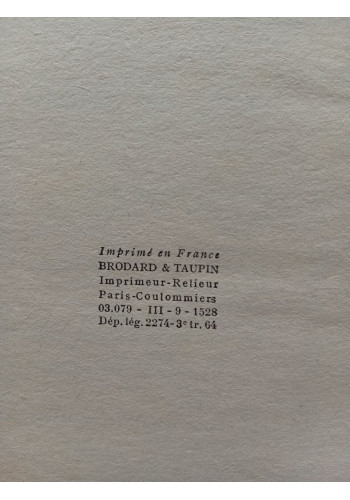 Imprimé en France
BRODARD & TAUPIN
Imprimeur-Relieur
Paris-Coulommiers
03.079 - III - 9 - 1528
Dép. lég. 2274-3e tr. 64